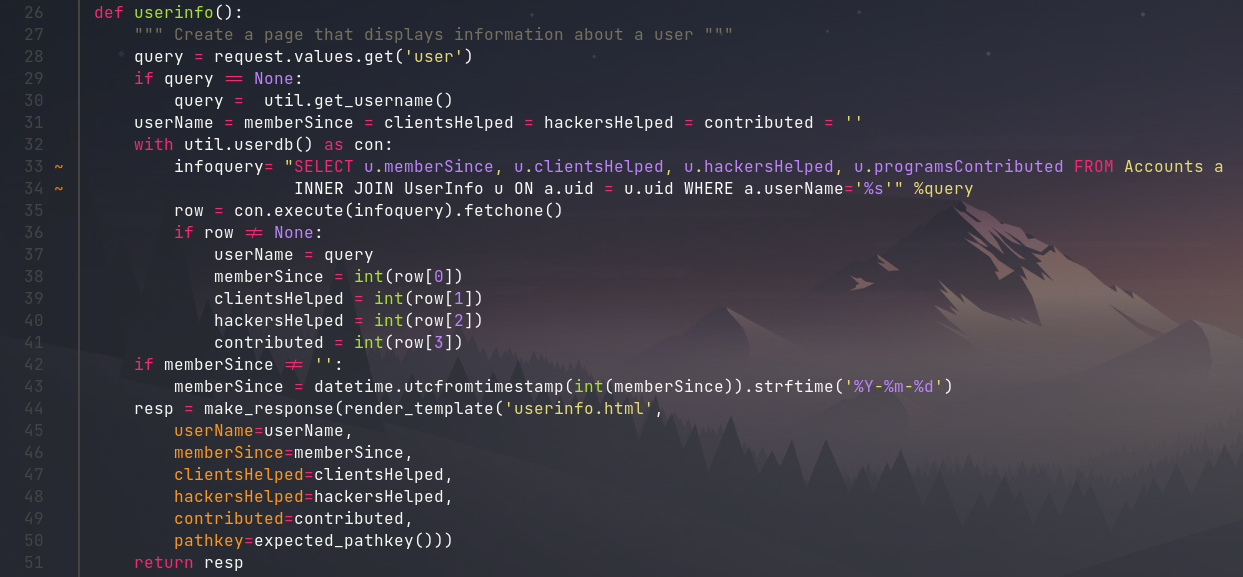 26 def userinfo():
27     """ Create a page that displays information about a user """
28     query = request.values.get('user')
29     if query == None:
30         query =  util.get_username()
31     userName = memberSince = clientsHelped = hackersHelped = contributed = ''
32     with util.userdb() as con:
33 ~         infoquery= "SELECT u.memberSince, u.clientsHelped, u.hackersHelped, u.programsContributed FROM Accounts a
34 ~                     INNER JOIN UserInfo u ON a.uid = u.uid WHERE a.userName='%s'" %query
35         row = con.execute(infoquery).fetchone()
36         if row != None:
37             userName = query
38             memberSince = int(row[0])
39             clientsHelped = int(row[1])
40             hackersHelped = int(row[2])
41             contributed = int(row[3])
42     if memberSince != '':
43         memberSince = datetime.utcfromtimestamp(int(memberSince)).strftime('%Y-%m-%d')
44     resp = make_response(render_template('userinfo.html',
45         userName=userName,
46         memberSince=memberSince,
47         clientsHelped=clientsHelped,
48         hackersHelped=hackersHelped,
49         contributed=contributed,
50         pathkey=expected_pathkey()))
51     return resp